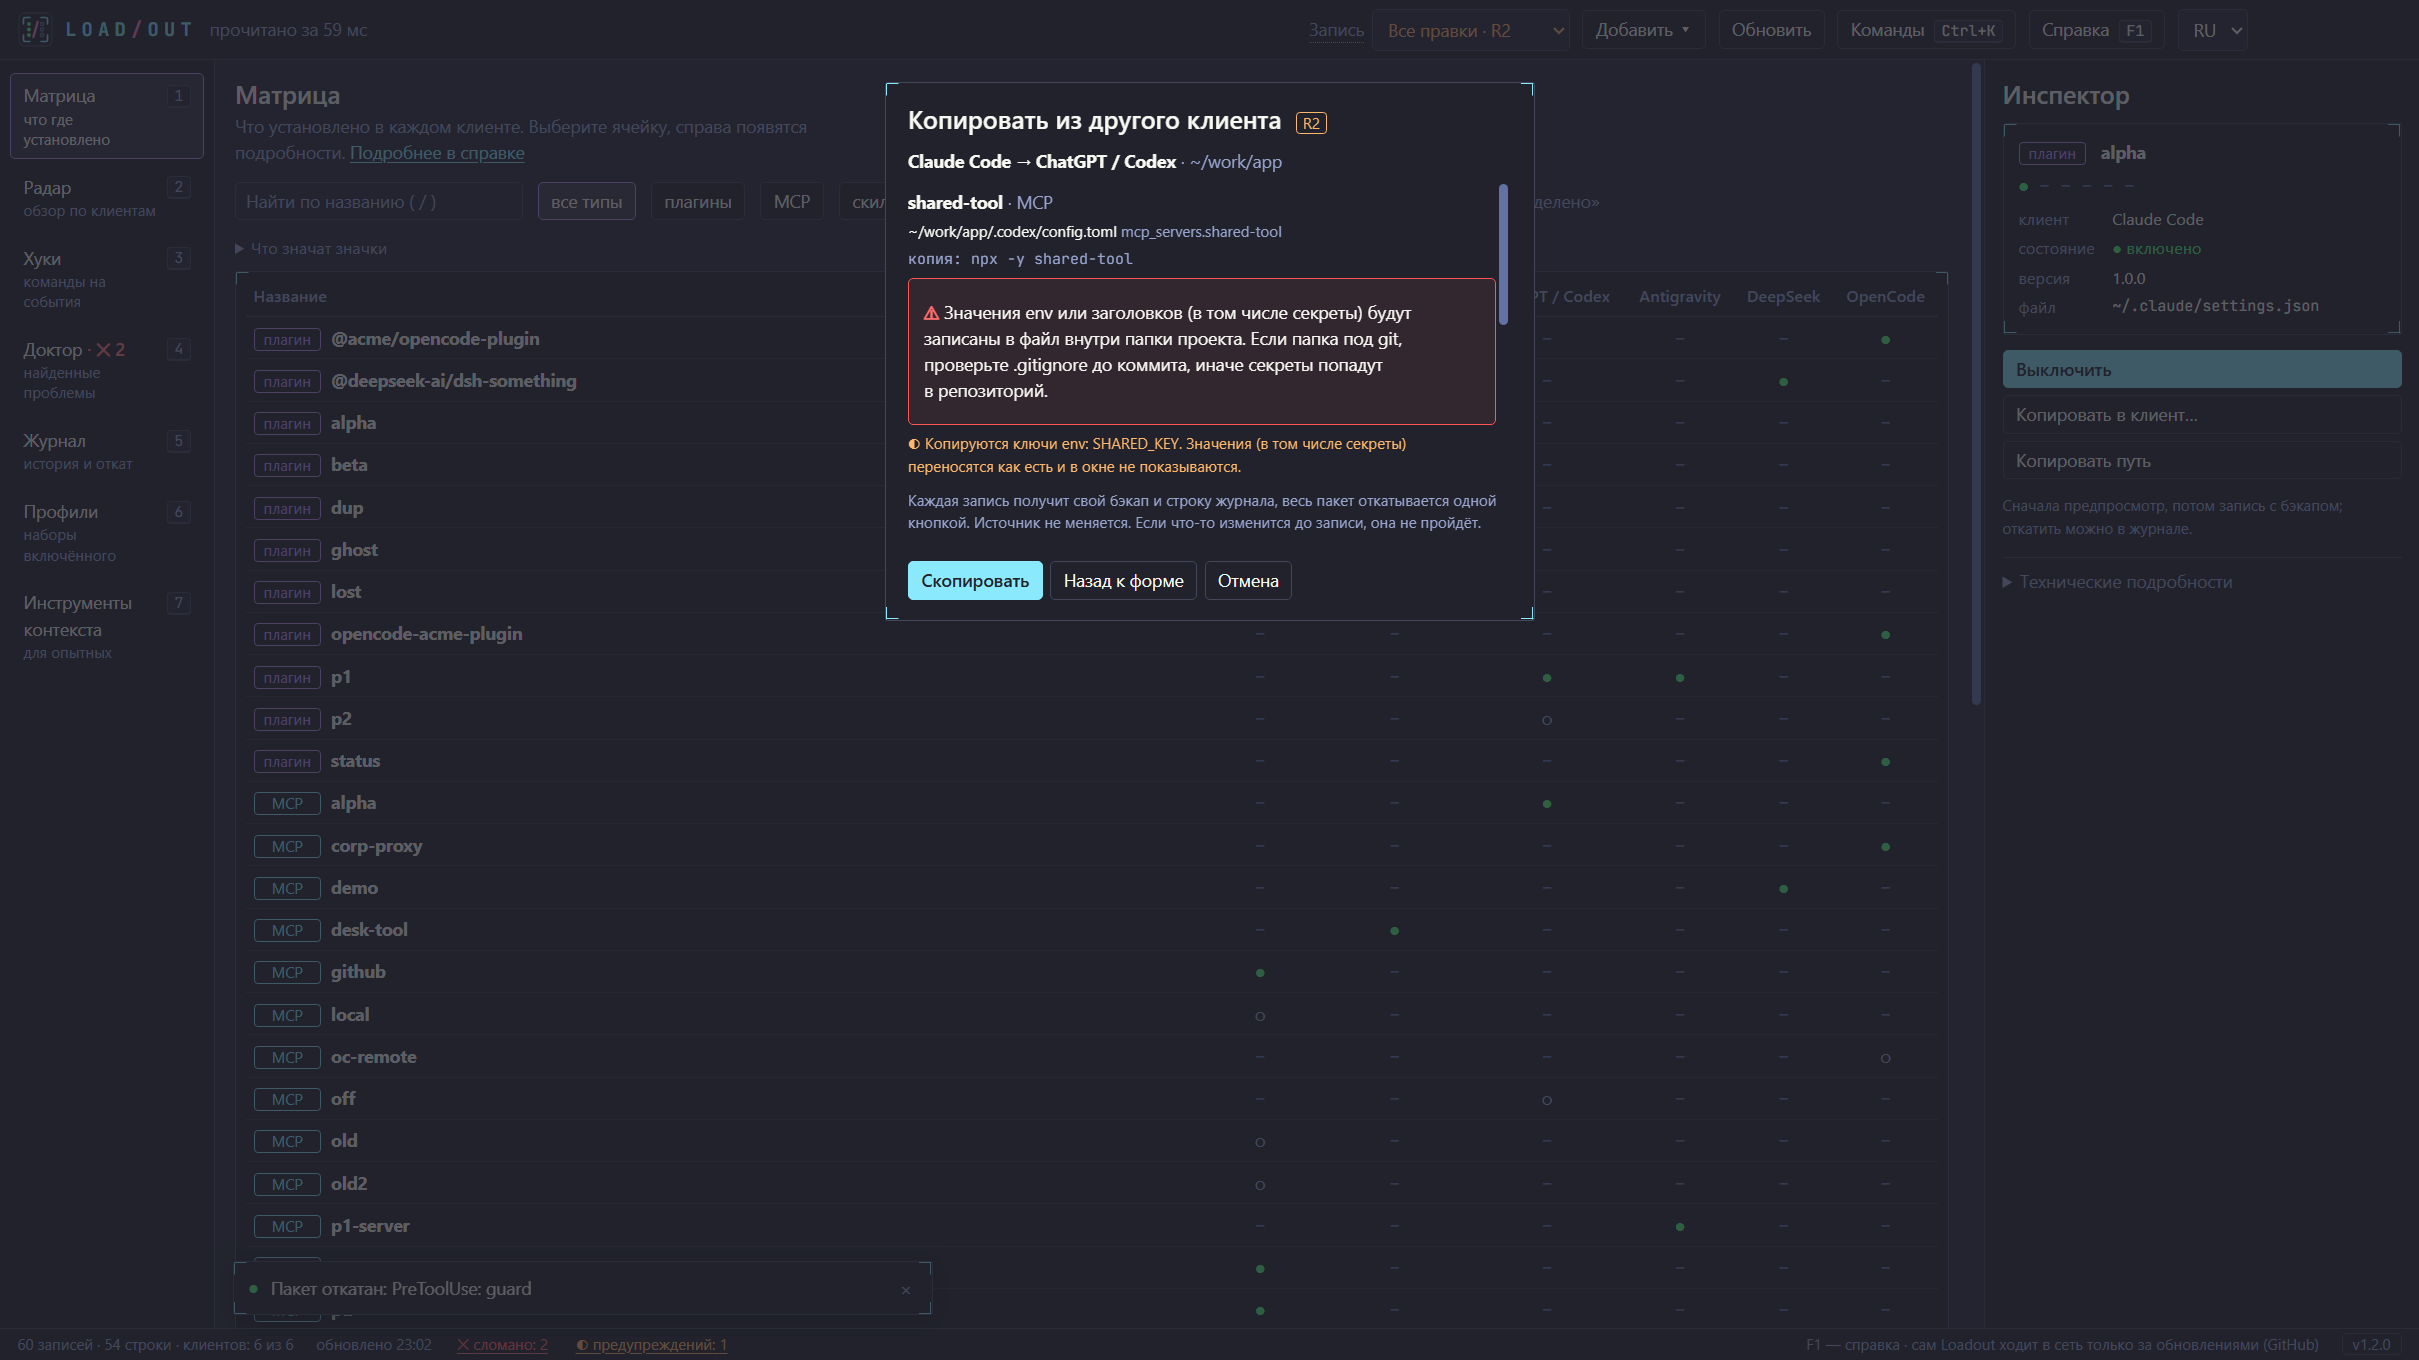 LOAD/OUT прочитано за 59 мс
Запись Все правки · R2 Добавить Обновить Команды Ctrl+K Справка F1 RU
Матрица 1
что где
установлено
Радар 2
обзор по клиентам
Хуки 3
команды на
события
Доктор · 2 4
найденные
проблемы
Журнал 5
история и откат
Профили 6
наборы
включённого
Инструменты 7
контекста
для опытных
Матрица
Что установлено в каждом клиенте. Выберите ячейку, справа появятся
подробности. Подробнее в справке
Найти по названию ( / ) все типы плагины MCP
Что значат значки
Название Antigravity DeepSeek OpenCode
плагин @acme/opencode-plugin
плагин @deepseek-ai/dsh-something
плагин alpha
плагин beta
плагин dup
плагин ghost
плагин lost
плагин opencode-acme-plugin
плагин p1
плагин p2
плагин status
MCP alpha
MCP corp-proxy
MCP demo
MCP desk-tool
MCP github
MCP local
MCP oc-remote
MCP off
MCP old
MCP old2
MCP p1-server
Копировать из другого клиента R2
Claude Code → ChatGPT / Codex · ~/work/app
shared-tool · MCP
~/work/app/.codex/config.toml mcp_servers.shared-tool
копия: npx -y shared-tool
⚠ Значения env или заголовков (в том числе секреты) будут
записаны в файл внутри папки проекта. Если папка под git,
проверьте .gitignore до коммита, иначе секреты попадут
в репозиторий.
Копируются ключи env: SHARED_KEY. Значения (в том числе секреты)
переносятся как есть и в окне не показываются.
Каждая запись получит свой бэкап и строку журнала, весь пакет откатывается одной
кнопкой. Источник не меняется. Если что-то изменится до записи, она не пройдёт.
Скопировать Назад к форме Отмена
Инспектор
плагин alpha
клиент Claude Code
состояние ● включено
версия 1.0.0
файл ~/.claude/settings.json
Выключить
Копировать в клиент...
Копировать путь
Сначала предпросмотр, потом запись с бэкапом;
откатить можно в журнале.
Технические подробности
Пакет откатан: PreToolUse: guard ×
60 записей · 54 строки · клиентов: 6 из 6 обновлено 23:02 сломано: 2 предупреждений: 1
F1 — справка · сам Loadout ходит в сеть только за обновлениями (GitHub) v1.2.0